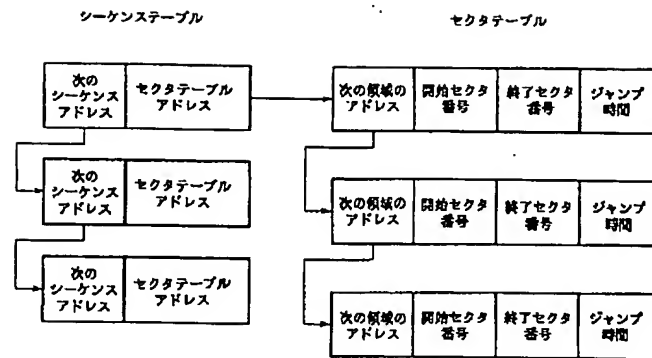 シーケンステーブル
セクタテーブル
次の
シーケンス
アドレス
セクタテーブル
アドレス
次の領域の
アドレス
開始セクタ
番号
終了セクタ
番号
ジャンプ
時間
次の
シーケンス
アドレス
セクタテーブル
アドレス
次の領域の
アドレス
開始セクタ
番号
終了セクタ
番号
ジャンプ
時間
次の
シーケンス
アドレス
セクタテーブル
アドレス
次の領域の
アドレス
開始セクタ
番号
終了セクタ
番号
ジャンプ
時間